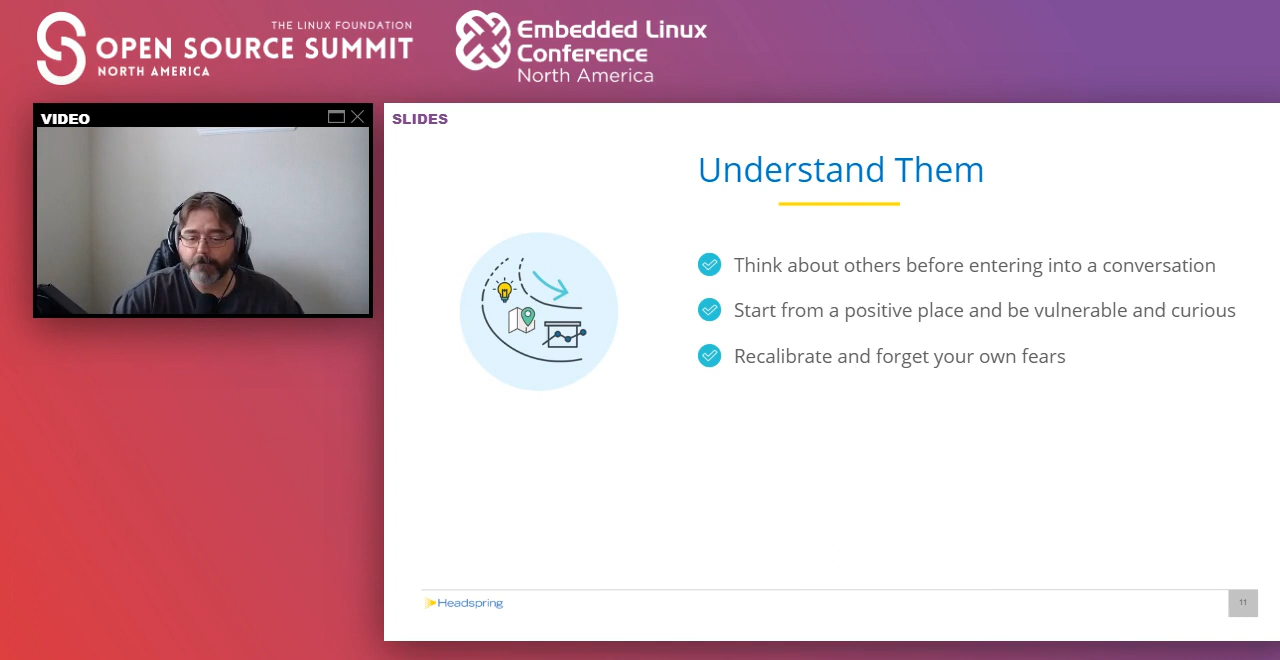 THE LINUX FOUNDATION
OPEN SOURCE SUMMIT
NORTH AMERICA
Embedded Linux
Conference
North America
VIDEO
SLIDES
Understand Them
Think about others before entering into a conversation
Start from a positive place and be vulnerable and curious
Recalibrate and forget your own fears
Headspring
11